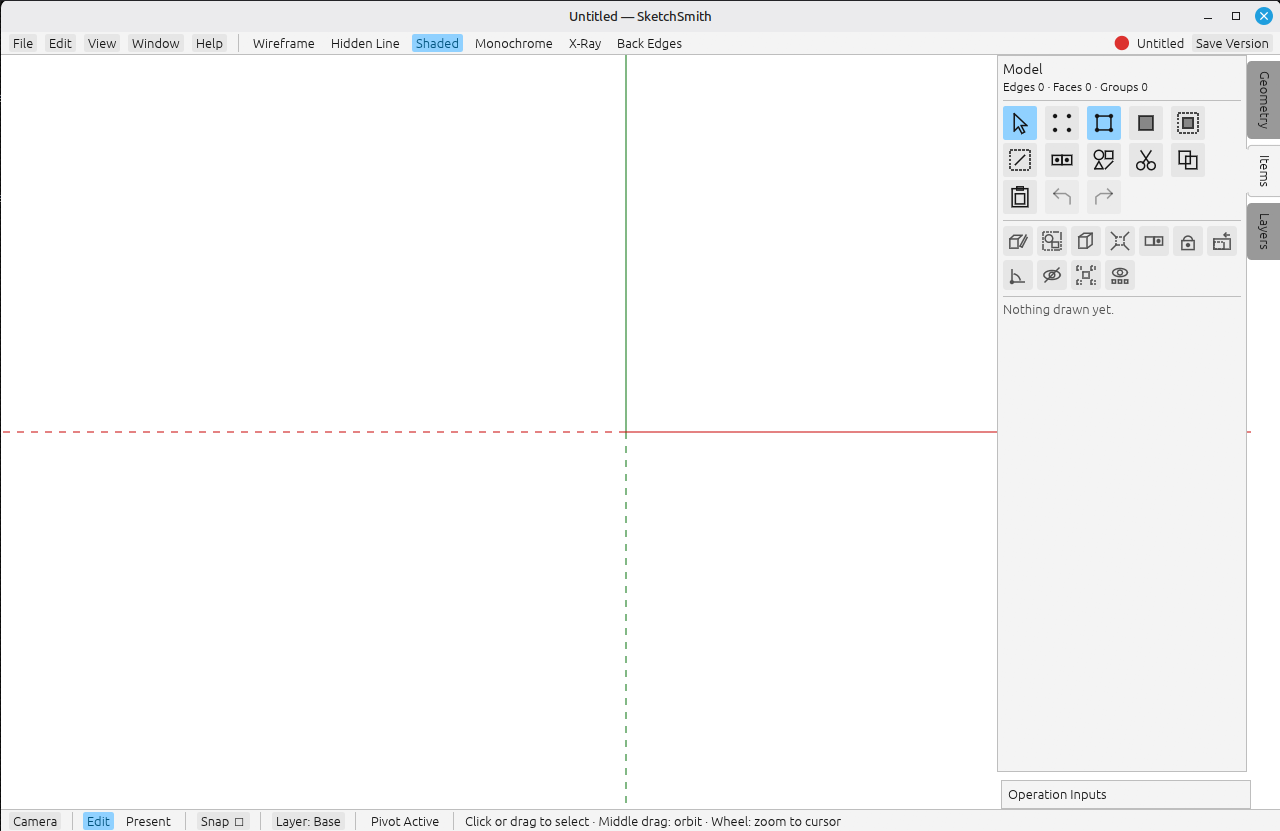 Untitled — SketchSmith
File Edit View Window Help Wireframe Hidden Line Shaded Monochrome X-Ray Back Edges Untitled Save Version
Model
Edges 0 · Faces 0 · Groups 0
Geometry
Items
Layers
Nothing drawn yet.
Operation Inputs
Camera Edit Present Snap Layer: Base Pivot Active Click or drag to select · Middle drag: orbit · Wheel: zoom to cursor